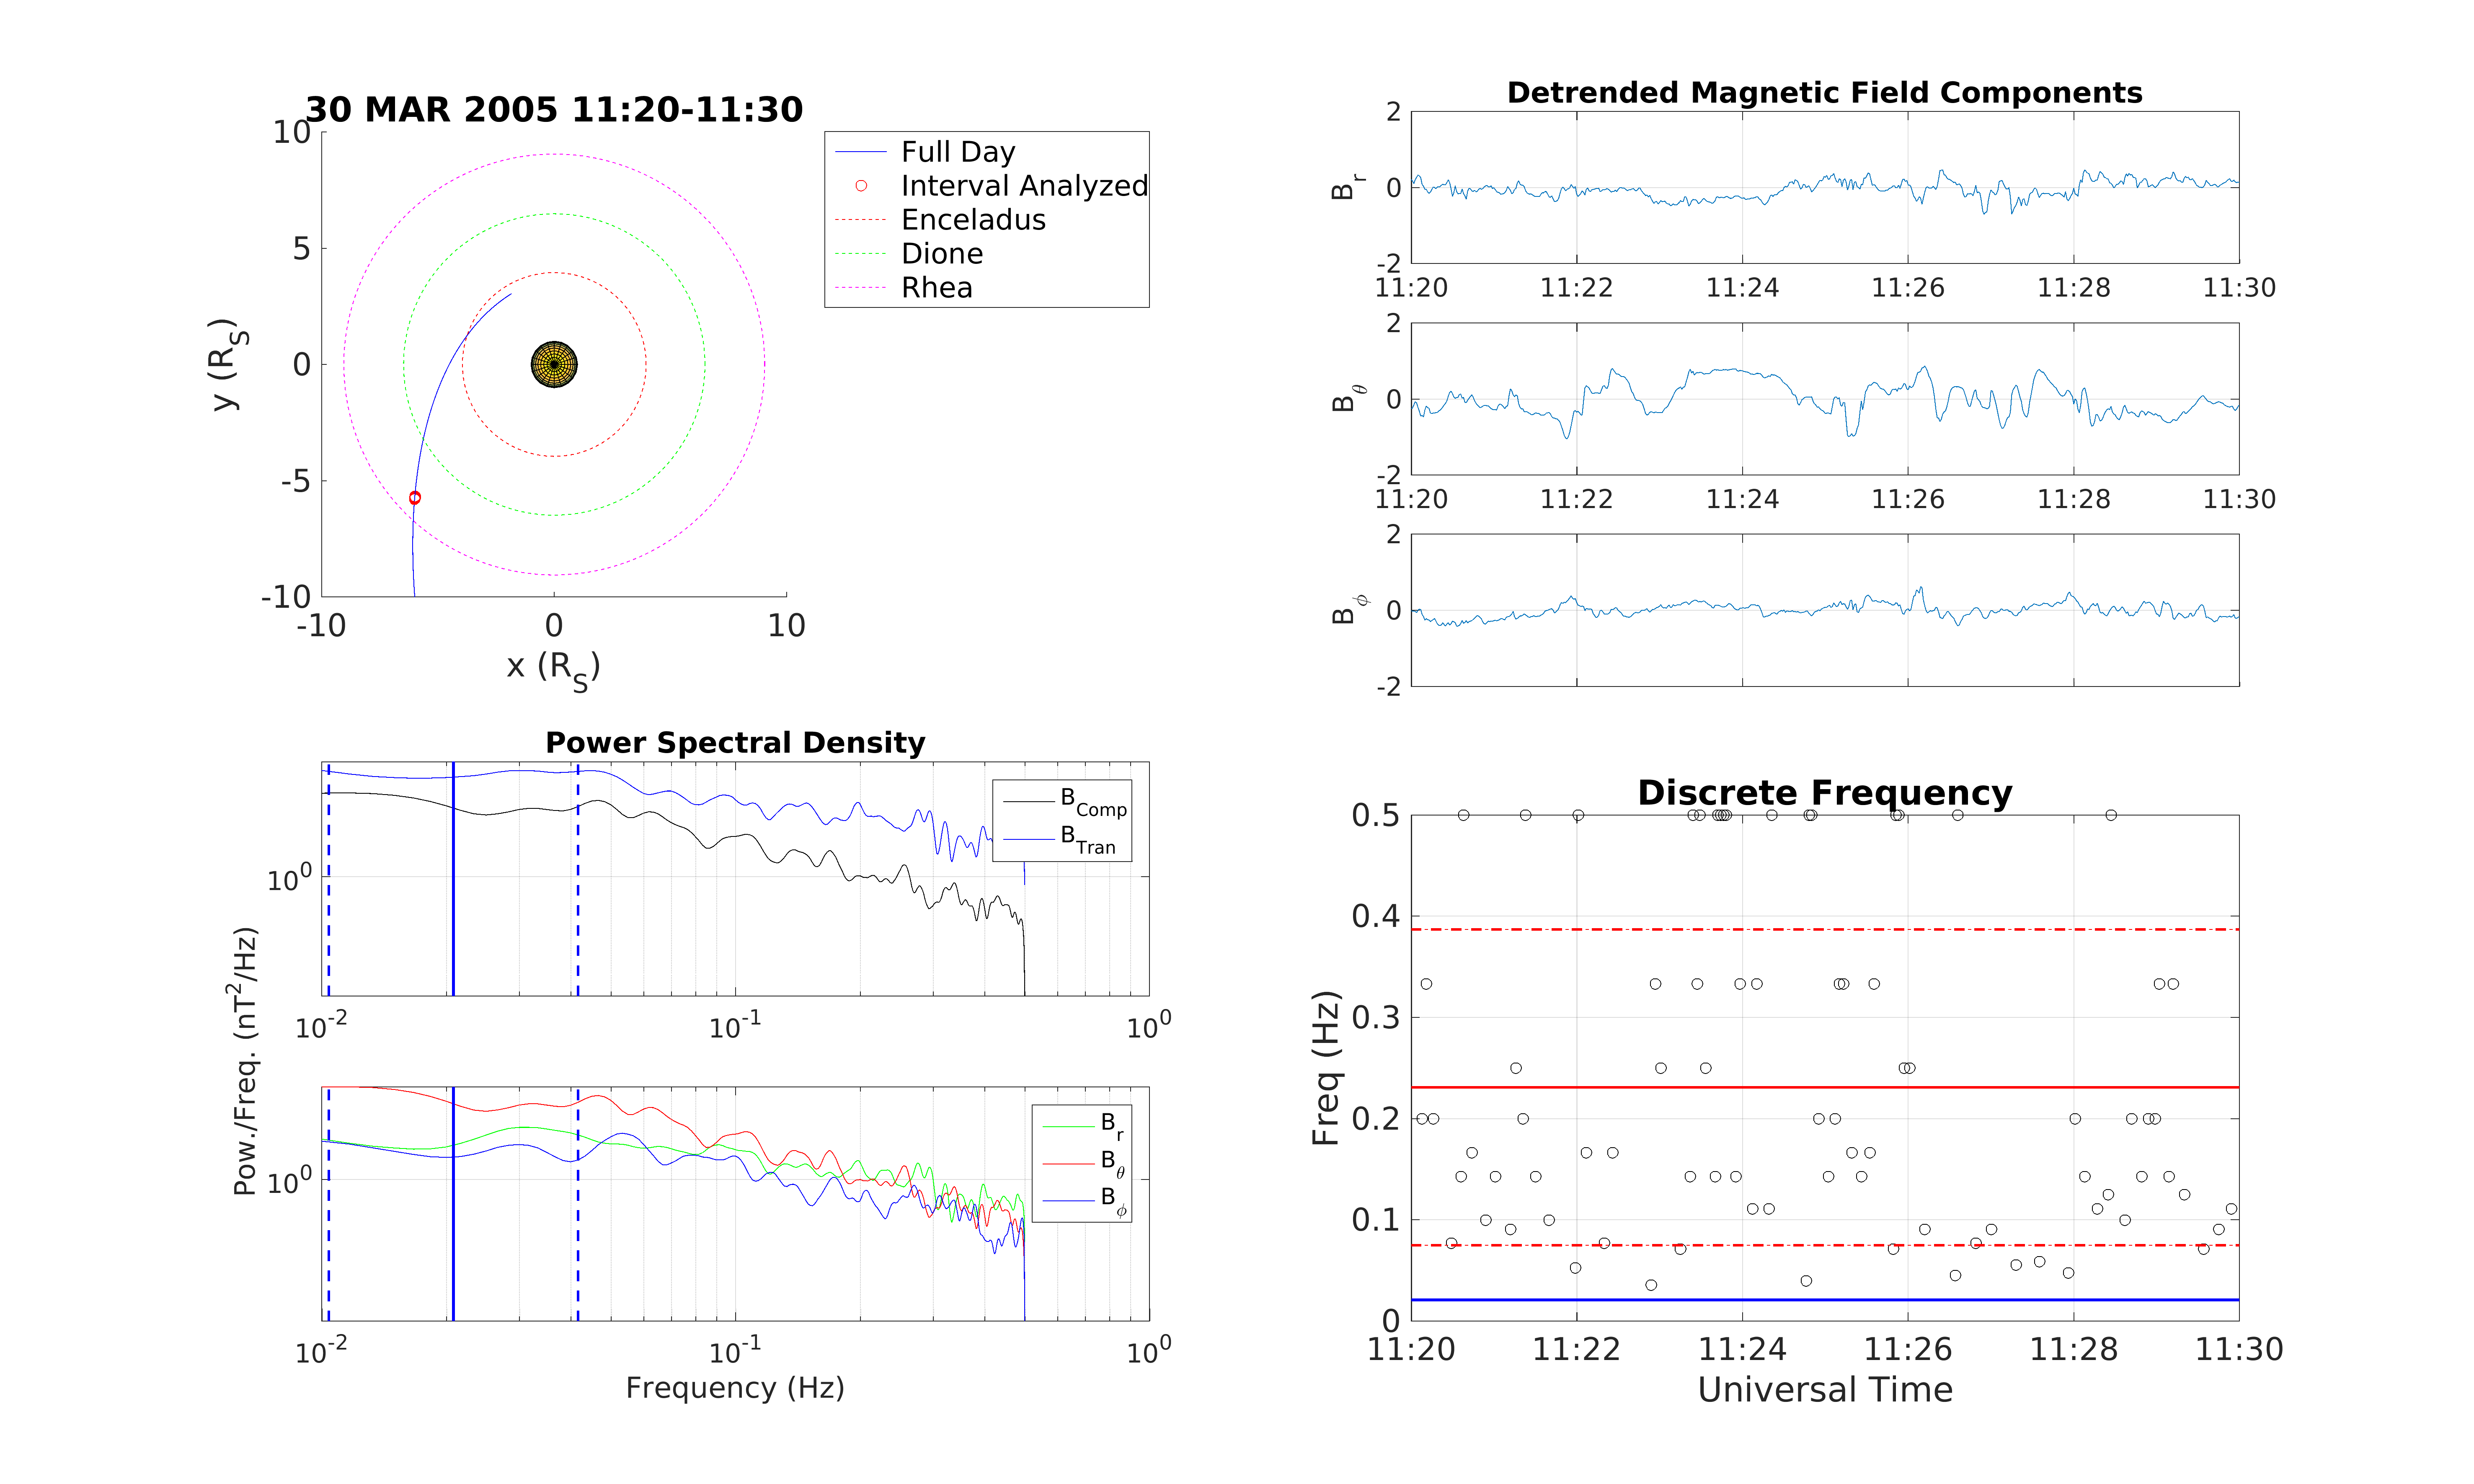 30 MAR 2005 11:20-11:30
10
5
0
-5
-10
y (R_S)
-10
0
10
x (R_S)
Full Day
Interval Analyzed
Enceladus
Dione
Rhea
Detrended Magnetic Field Components
2
0
-2
B_r
11:20
11:22
11:24
11:26
11:28
11:30
2
0
-2
B_θ
11:20
11:22
11:24
11:26
11:28
11:30
2
0
-2
B_ϕ
Power Spectral Density
10^0
B_Comp
B_Tran
10^-2
10^-1
10^0
Pow./Freq. (nT^2/Hz)
10^0
B_r
B_θ
B_ϕ
10^-2
10^-1
10^0
Frequency (Hz)
Discrete Frequency
0.5
0.4
0.3
0.2
0.1
0
Freq (Hz)
11:20
11:22
11:24
11:26
11:28
11:30
Universal Time